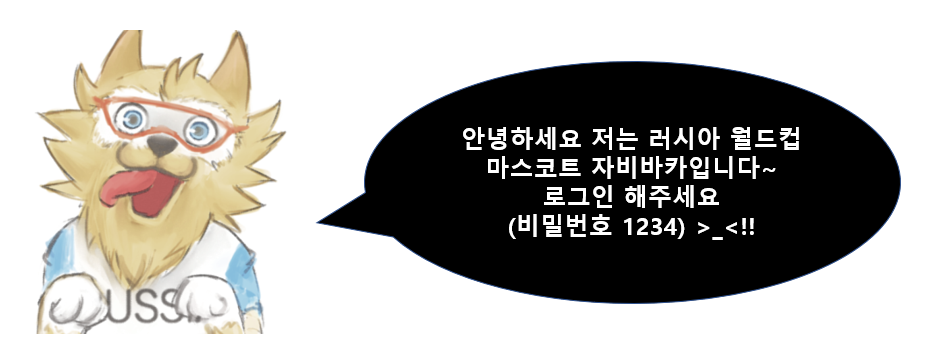 안녕하세요 저는 러시아 월드컵
마스코트 자비바카입니다~
로그인 해주세요
(비밀번호 1234) >_<!!
USSI